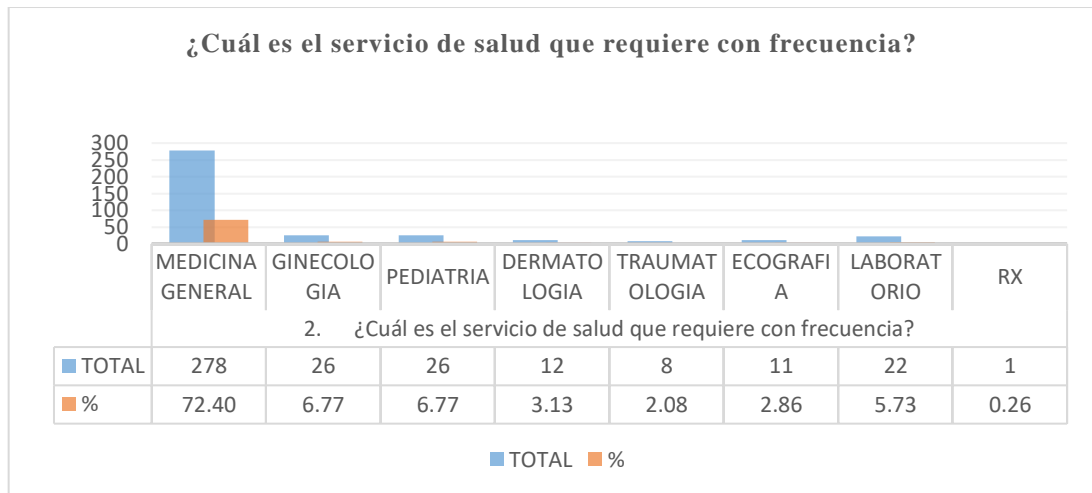 ¿Cuál es el servicio de salud que requiere con frecuencia?
300
250
200
150
100
50
0
MEDICINA GINECOLO PEDIATRIA DERMATO TRAUMAT ECOGRAFI LABORAT RX
GENERAL GIA LOGIA OLOGIA A ORIO
2. ¿Cuál es el servicio de salud que requiere con frecuencia?
TOTAL 278 26 26 12 8 11 22 1
% 72.40 6.77 6.77 3.13 2.08 2.86 5.73 0.26
TOTAL %